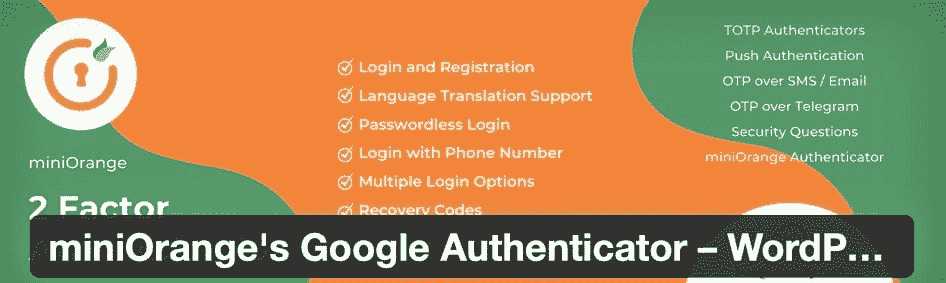 miniOrange
2 Factor
Login and Registration
Language Translation Support
Passwordless Login
Login with Phone Number
Multiple Login Options
Recovery Codes
TOTP Authenticators
Push Authentication
OTP over SMS / Email
OTP over Telegram
Security Questions
miniOrange Authenticator
miniOrange's Google Authenticator – WordP...